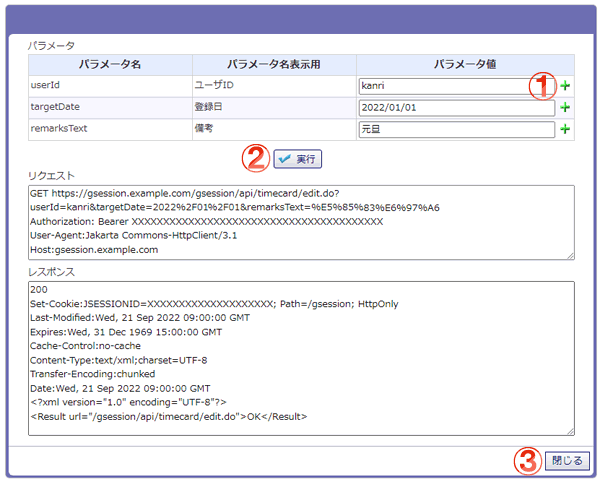 パラメータ
パラメータ名 パラメータ名表示用 パラメータ値
userId ユーザID kanri ①
targetDate 登録日 2022/01/01
remarksText 備考 元旦
② 実行
リクエスト
GET https://gsession.example.com/gsession/api/timecard/edit.do?
userId=kanri&targetDate=2022%2F01%2F01&remarksText=%E5%85%83%E6%97%A6
Authorization: Bearer XXXXXXXXXXXXXXXXXXXXXXXXXXXXXXXXXXXXXXXX
User-Agent:Jakarta Commons-HttpClient/3.1
Host:gsession.example.com
レスポンス
200
Set-Cookie:JSESSIONID=XXXXXXXXXXXXXXXXXXXX; Path=/gsession; HttpOnly
Last-Modified:Wed, 21 Sep 2022 09:00:00 GMT
Expires:Wed, 31 Dec 1969 15:00:00 GMT
Cache-Control:no-cache
Content-Type:text/xml;charset=UTF-8
Transfer-Encoding:chunked
Date:Wed, 21 Sep 2022 09:00:00 GMT
<?xml version="1.0" encoding="UTF-8"?>
<Result url="/gsession/api/timecard/edit.do">OK</Result>
③ 閉じる